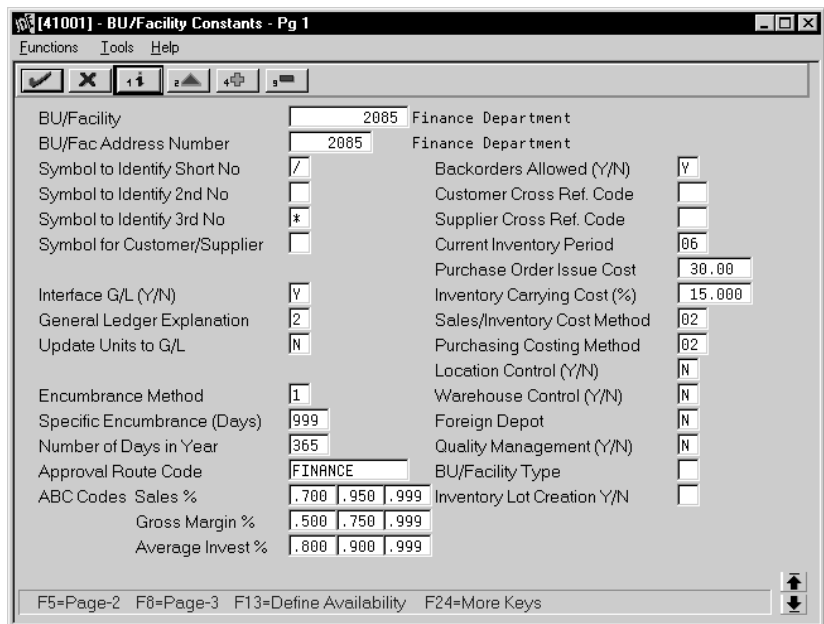 [41001] - BU/Facility Constants - Pg 1
Functions Tools Help
1 i 2 4 9
BU/Facility 2085 Finance Department
BU/Fac Address Number 2085 Finance Department
Symbol to Identify Short No / Backorders Allowed (Y/N) Y
Symbol to Identify 2nd No Customer Cross Ref. Code
Symbol to Identify 3rd No * Supplier Cross Ref. Code
Symbol for Customer/Supplier Current Inventory Period 06
Purchase Order Issue Cost 30.00
Interface G/L (Y/N) Y Inventory Carrying Cost (%) 15.000
General Ledger Explanation 2 Sales/Inventory Cost Method 02
Update Units to G/L N Purchasing Costing Method 02
Location Control (Y/N) N
Encumbrance Method 1 Warehouse Control (Y/N) N
Specific Encumbrance (Days) 999 Foreign Depot N
Number of Days in Year 365 Quality Management (Y/N) N
Approval Route Code FINANCE BU/Facility Type
ABC Codes Sales % .700 .950 .999 Inventory Lot Creation Y/N
Gross Margin % .500 .750 .999
Average Invest % .800 .900 .999
F5=Page-2 F8=Page-3 F13=Define Availability F24=More Keys